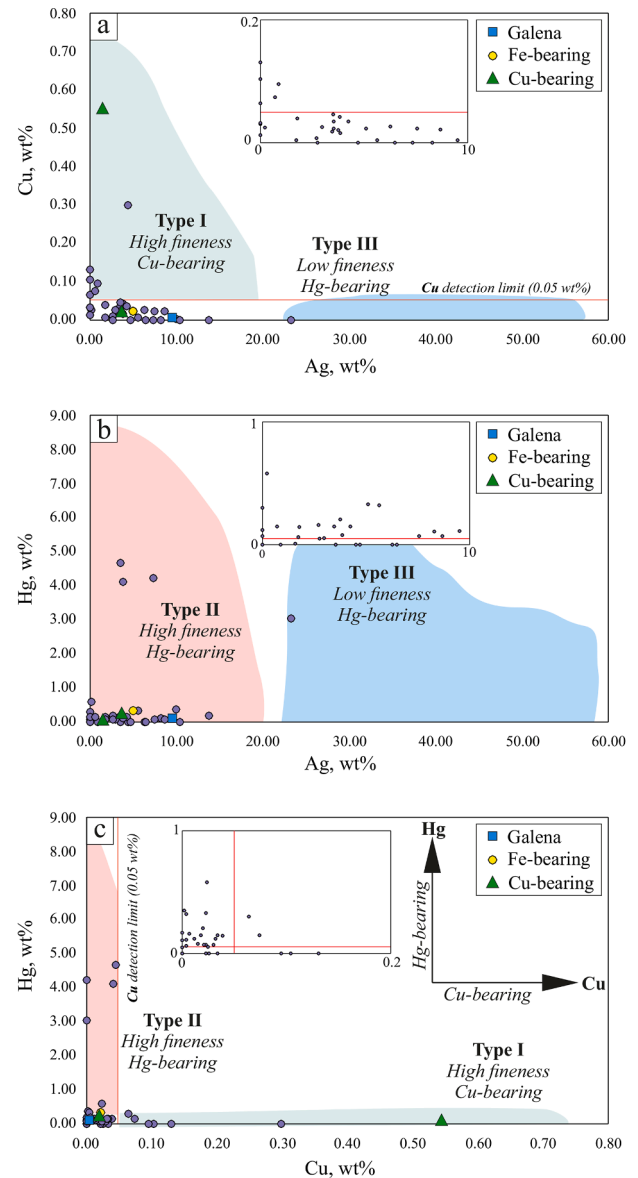 a
0.80
0.70
0.60
0.50
0.40
0.30
0.20
0.10
0.00
Cu, wt%
0.2
0
0
10
Galena
Fe-bearing
Cu-bearing
Type I
High fineness
Cu-bearing
Type III
Low fineness
Hg-bearing
Cu detection limit (0.05 wt%)
0.00
10.00
20.00
30.00
40.00
50.00
60.00
Ag, wt%
b
9.00
8.00
7.00
6.00
5.00
4.00
3.00
2.00
1.00
0.00
Hg, wt%
1
0
0
10
Galena
Fe-bearing
Cu-bearing
Type II
High fineness
Hg-bearing
Type III
Low fineness
Hg-bearing
0.00
10.00
20.00
30.00
40.00
50.00
60.00
Ag, wt%
c
9.00
8.00
7.00
6.00
5.00
4.00
3.00
2.00
1.00
0.00
Hg, wt%
Cu detection limit (0.05 wt%)
1
0
0
0.2
Hg
Hg-bearing
Cu-bearing
Cu
Galena
Fe-bearing
Cu-bearing
Type II
High fineness
Hg-bearing
Type I
High fineness
Cu-bearing
0.00
0.10
0.20
0.30
0.40
0.50
0.60
0.70
0.80
Cu, wt%